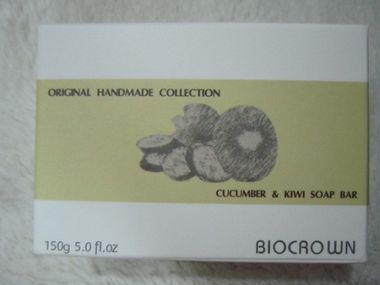 ORIGINAL HANDMADE COLLECTION
CUCUMBER & KIWI SOAP BAR
150g 5.0 fl.oz
BIOCROWN